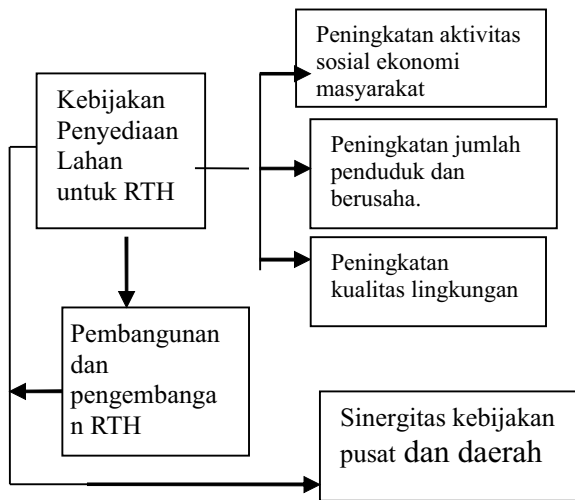 Peningkatan aktivitas
sosial ekonomi
masyarakat
Kebijakan
Penyediaan
Lahan
untuk RTH
Peningkatan jumlah
penduduk dan
berusaha.
Peningkatan
kualitas lingkungan
Pembangunan
dan
pengembanga
n RTH
Sinergitas kebijakan
pusat dan daerah